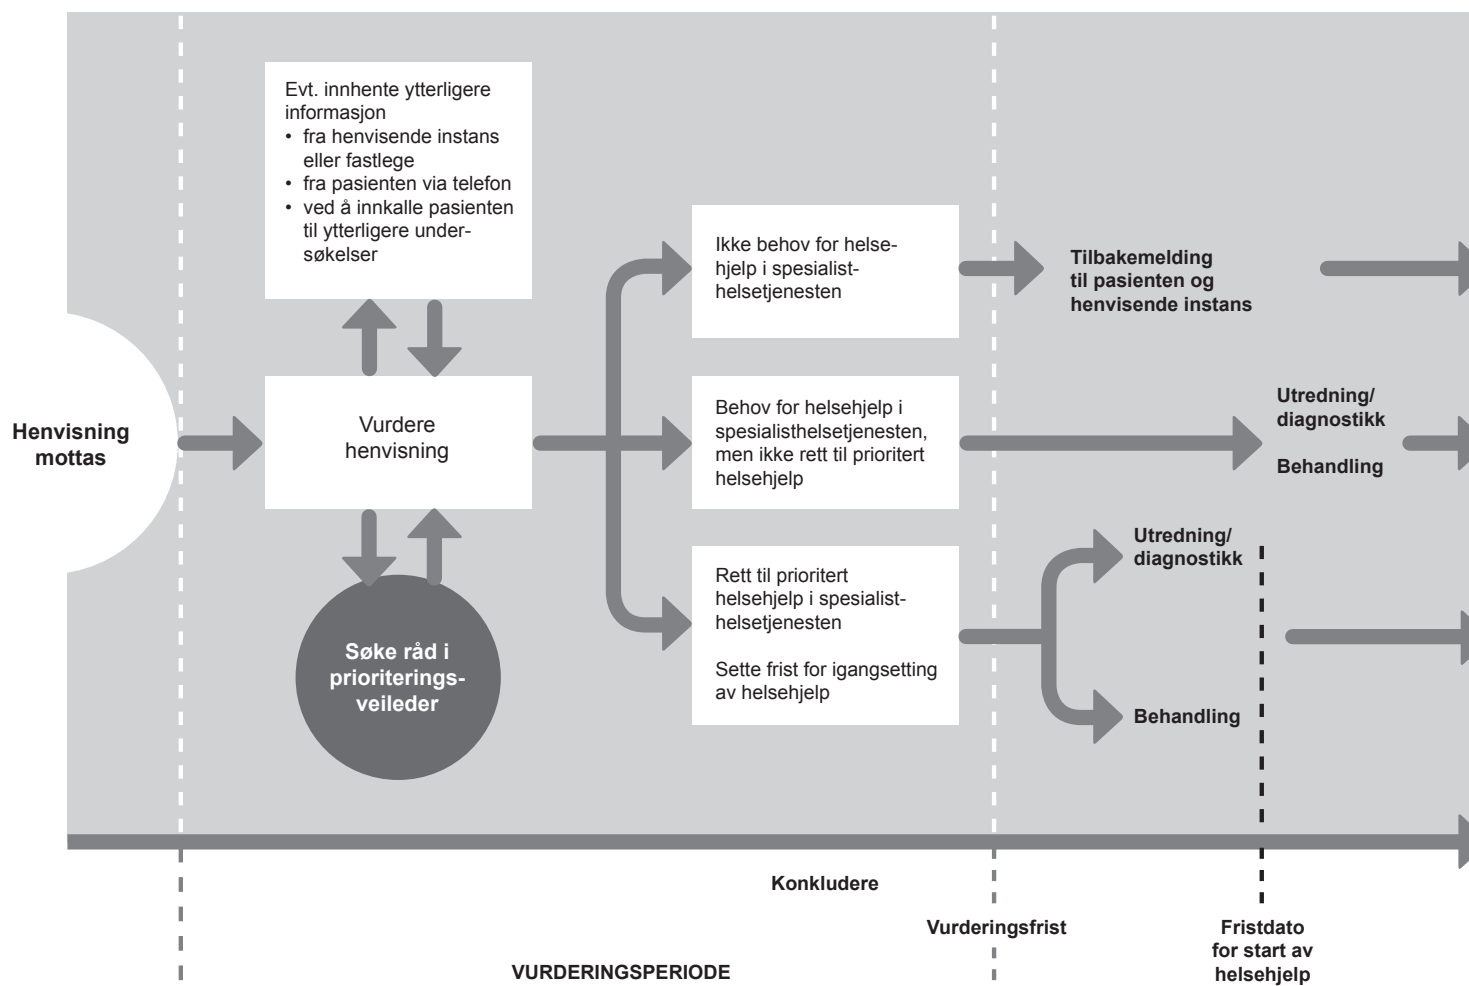 Henvisning
mottas
Evt. innhente ytterligere
informasjon
• fra henvisende instans
eller fastlege
• fra pasienten via telefon
• ved å innkalle pasienten
til ytterligere under-
søkelser
Vurdere
henvisning
Søke råd i
prioriterings-
veileder
Ikke behov for helse-
hjelp i spesialist-
helsetjenesten
Tilbakemelding
til pasienten og
henvisende instans
Behov for helsehjelp i
spesialisthelsetjenesten,
men ikke rett til prioritert
helsehjelp
Utredning/
diagnostikk
Behandling
Rett til prioritert
helsehjelp i spesialist-
helsetjenesten
Sette frist for igangsetting
av helsehjelp
Utredning/
diagnostikk
Behandling
Konkludere
Vurderingsfrist
Fristdato
for start av
helsehjelp
VURDERINGSPERIODE